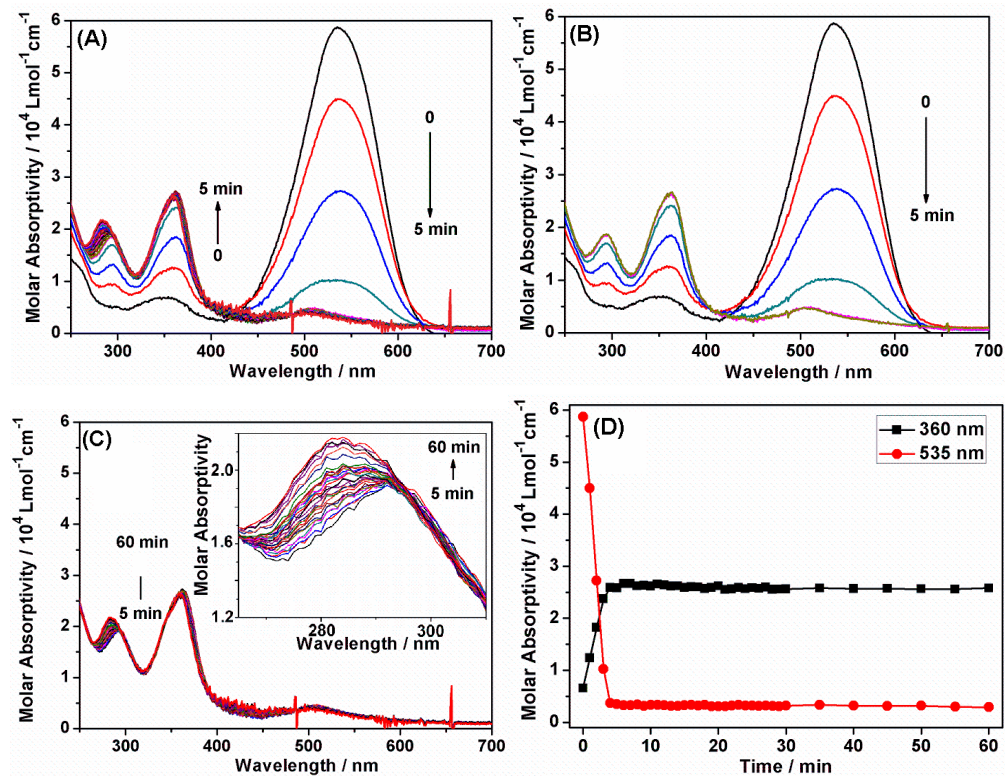 (A)
Molar Absorptivity / 10⁴ Lmol⁻¹cm⁻¹
6
5
4
3
2
1
0
5 min
0
0
5 min
300
400
500
600
700
Wavelength / nm
(B)
Molar Absorptivity / 10⁴ Lmol⁻¹cm⁻¹
6
5
4
3
2
1
0
0
5 min
300
400
500
600
700
Wavelength / nm
(C)
Molar Absorptivity / 10⁴ Lmol⁻¹cm⁻¹
6
5
4
3
2
1
0
60 min
5 min
Molar Absorptivity
2.0
1.6
1.2
60 min
5 min
280
300
Wavelength / nm
300
400
500
600
700
Wavelength / nm
(D)
360 nm
535 nm
Molar Absorptivity / 10⁴ Lmol⁻¹cm⁻¹
6
5
4
3
2
1
0
0
10
20
30
40
50
60
Time / min